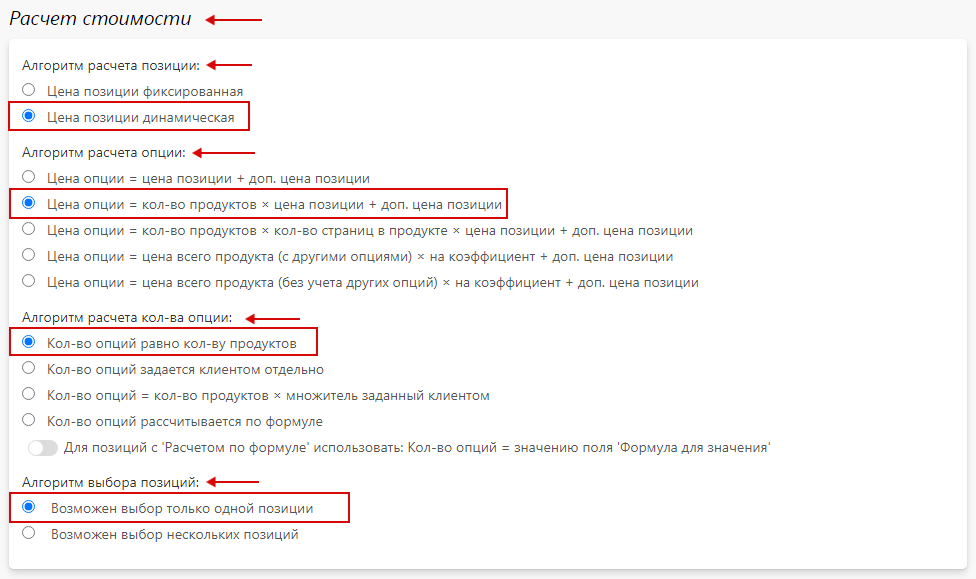 Расчет стоимости
Алгоритм расчета позиции:
Цена позиции фиксированная
Цена позиции динамическая
Алгоритм расчета опции:
Цена опции = цена позиции + доп. цена позиции
Цена опции = кол-во продуктов × цена позиции + доп. цена позиции
Цена опции = кол-во продуктов × кол-во страниц в продукте × цена позиции + доп. цена позиции
Цена опции = цена всего продукта (с другими опциями) × на коэффициент + доп. цена позиции
Цена опции = цена всего продукта (без учета других опций) × на коэффициент + доп. цена позиции
Алгоритм расчета кол-ва опции:
Кол-во опций равно кол-ву продуктов
Кол-во опций задается клиентом отдельно
Кол-во опций = кол-во продуктов × множитель заданный клиентом
Кол-во опций рассчитывается по формуле
Для позиций с 'Расчетом по формуле' использовать: Кол-во опций = значению поля 'Формула для значения'
Алгоритм выбора позиций:
Возможен выбор только одной позиции
Возможен выбор нескольких позиций